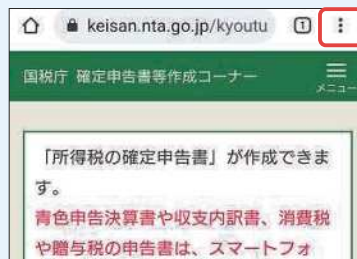 keisan.nta.go.jp/kyoutu 1
国税庁 確定申告書等作成コーナー
メニュー
「所得税の確定申告書」が作成できま
す。
青色申告決算書や収支内訳書、消費税
や贈与税の申告書は、スマートフォ